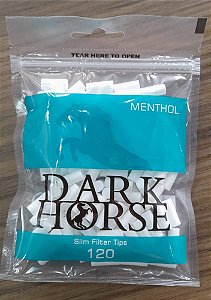 TEAR HERE TO OPEN
MENTHOL
DARK
HORSE
Slim Filter Tips
120